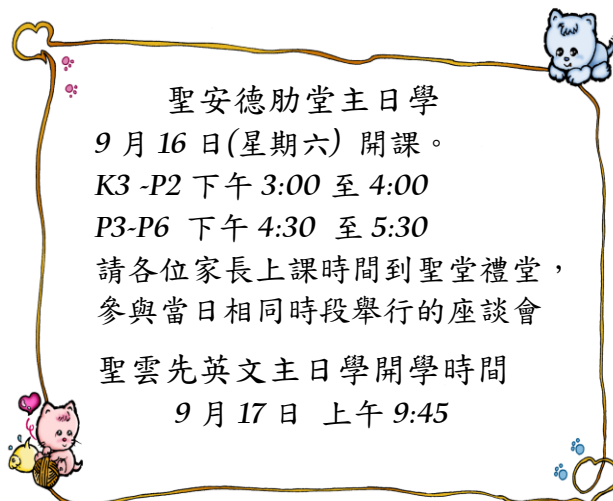 聖安德肋堂主日學
9 月 16 日(星期六) 開課。
K3 -P2 下午 3:00 至 4:00
P3-P6 下午 4:30 至 5:30
請各位家長上課時間到聖堂禮堂，
參與當日相同時段舉行的座談會
聖雲先英文主日學開學時間
9 月 17 日 上午 9:45